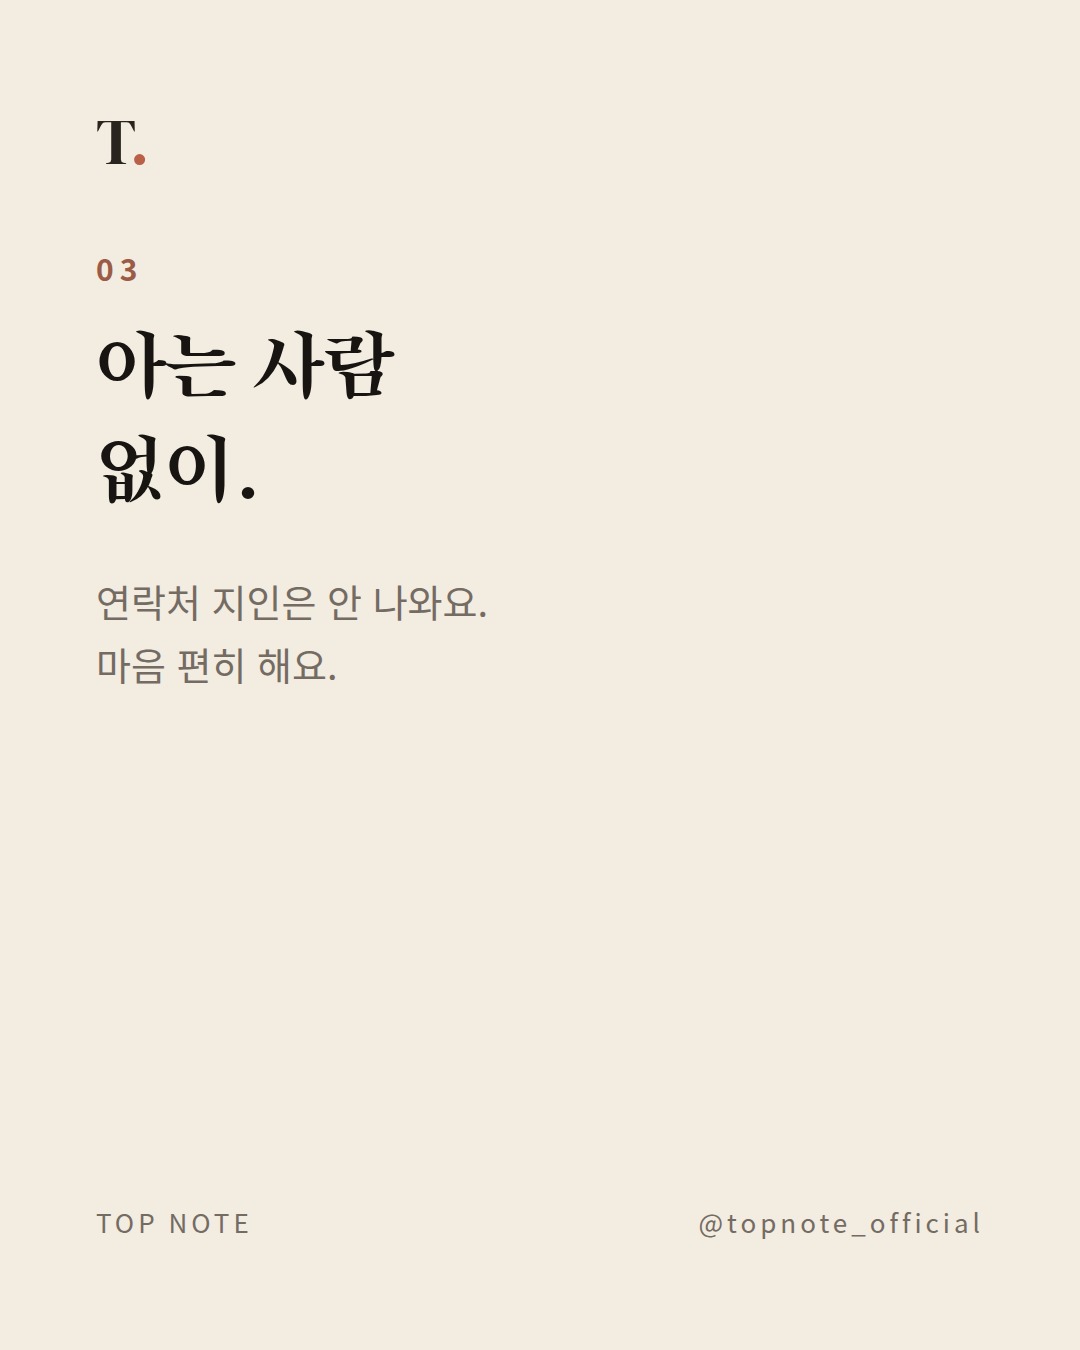 T.
03
아는 사람
없이.
연락처 지인은 안 나와요.
마음 편히 해요.
TOP NOTE
@topnote_official